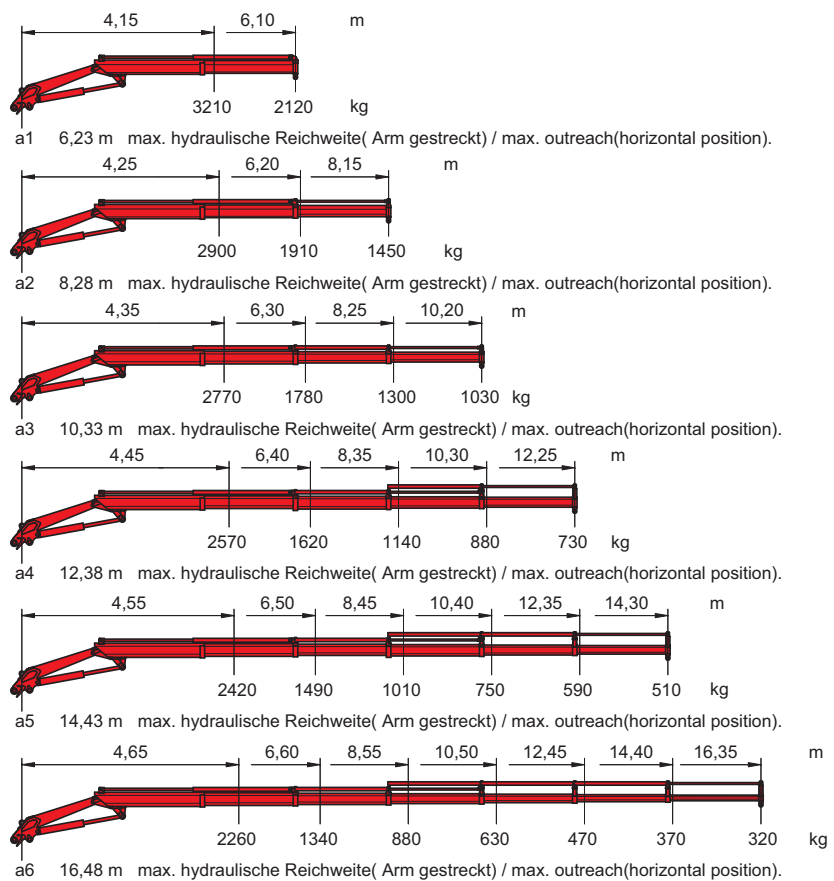 4,15 6,10 m
3210 2120 kg
a1 6,23 m max. hydraulische Reichweite( Arm gestreckt) / max. outreach(horizontal position).
4,25 6,20 8,15 m
2900 1910 1450 kg
a2 8,28 m max. hydraulische Reichweite( Arm gestreckt) / max. outreach(horizontal position).
4,35 6,30 8,25 10,20 m
2770 1780 1300 1030 kg
a3 10,33 m max. hydraulische Reichweite( Arm gestreckt) / max. outreach(horizontal position).
4,45 6,40 8,35 10,30 12,25 m
2570 1620 1140 880 730 kg
a4 12,38 m max. hydraulische Reichweite( Arm gestreckt) / max. outreach(horizontal position).
4,55 6,50 8,45 10,40 12,35 14,30 m
2420 1490 1010 750 590 510 kg
a5 14,43 m max. hydraulische Reichweite( Arm gestreckt) / max. outreach(horizontal position).
4,65 6,60 8,55 10,50 12,45 14,40 16,35 m
2260 1340 880 630 470 370 320 kg
a6 16,48 m max. hydraulische Reichweite( Arm gestreckt) / max. outreach(horizontal position).